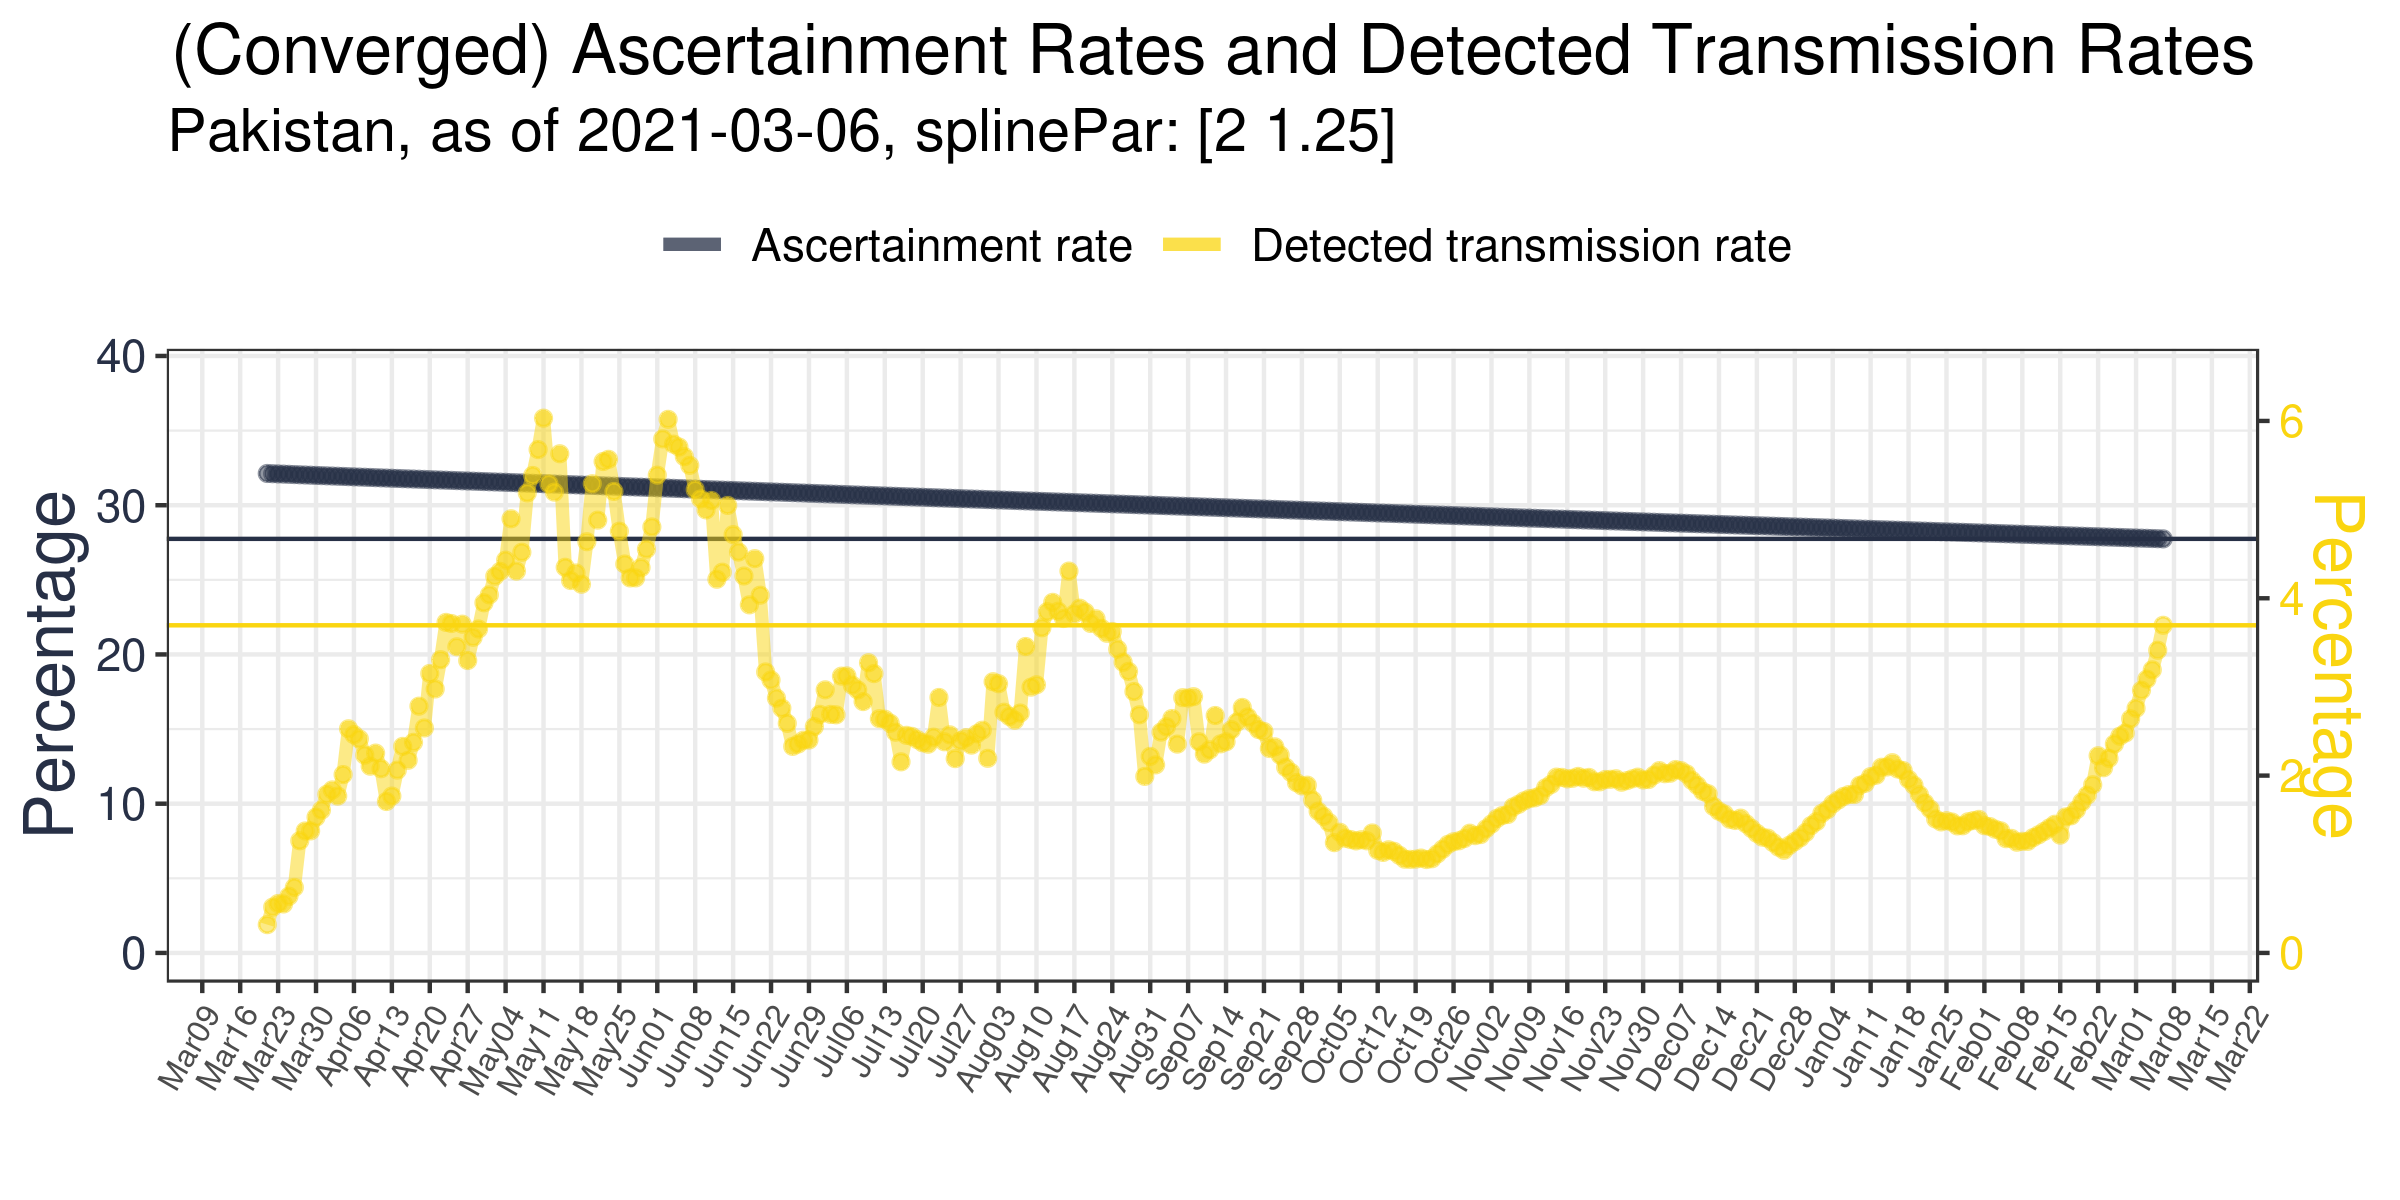 (Converged) Ascertainment Rates and Detected Transmission Rates
Pakistan, as of 2021-03-06, splinePar: [2 1.25]
Ascertainment rate Detected transmission rate
Percentage
40
30
20
10
0
6
4
2
0
Percentage
Mar09 Mar16 Mar23 Mar30 Apr06 Apr13 Apr20 Apr27 May04 May11 May18 May25 Jun01 Jun08 Jun15 Jun22 Jun29 Jul06 Jul13 Jul20 Jul27 Aug03 Aug10 Aug17 Aug24 Aug31 Sep07 Sep14 Sep21 Sep28 Oct05 Oct12 Oct19 Oct26 Nov02 Nov09 Nov16 Nov23 Nov30 Dec07 Dec14 Dec21 Dec28 Dec28 Jan04 Jan11 Jan18 Jan25 Feb01 Feb08 Feb15 Feb22 Mar01 Mar08 Mar15 Mar22